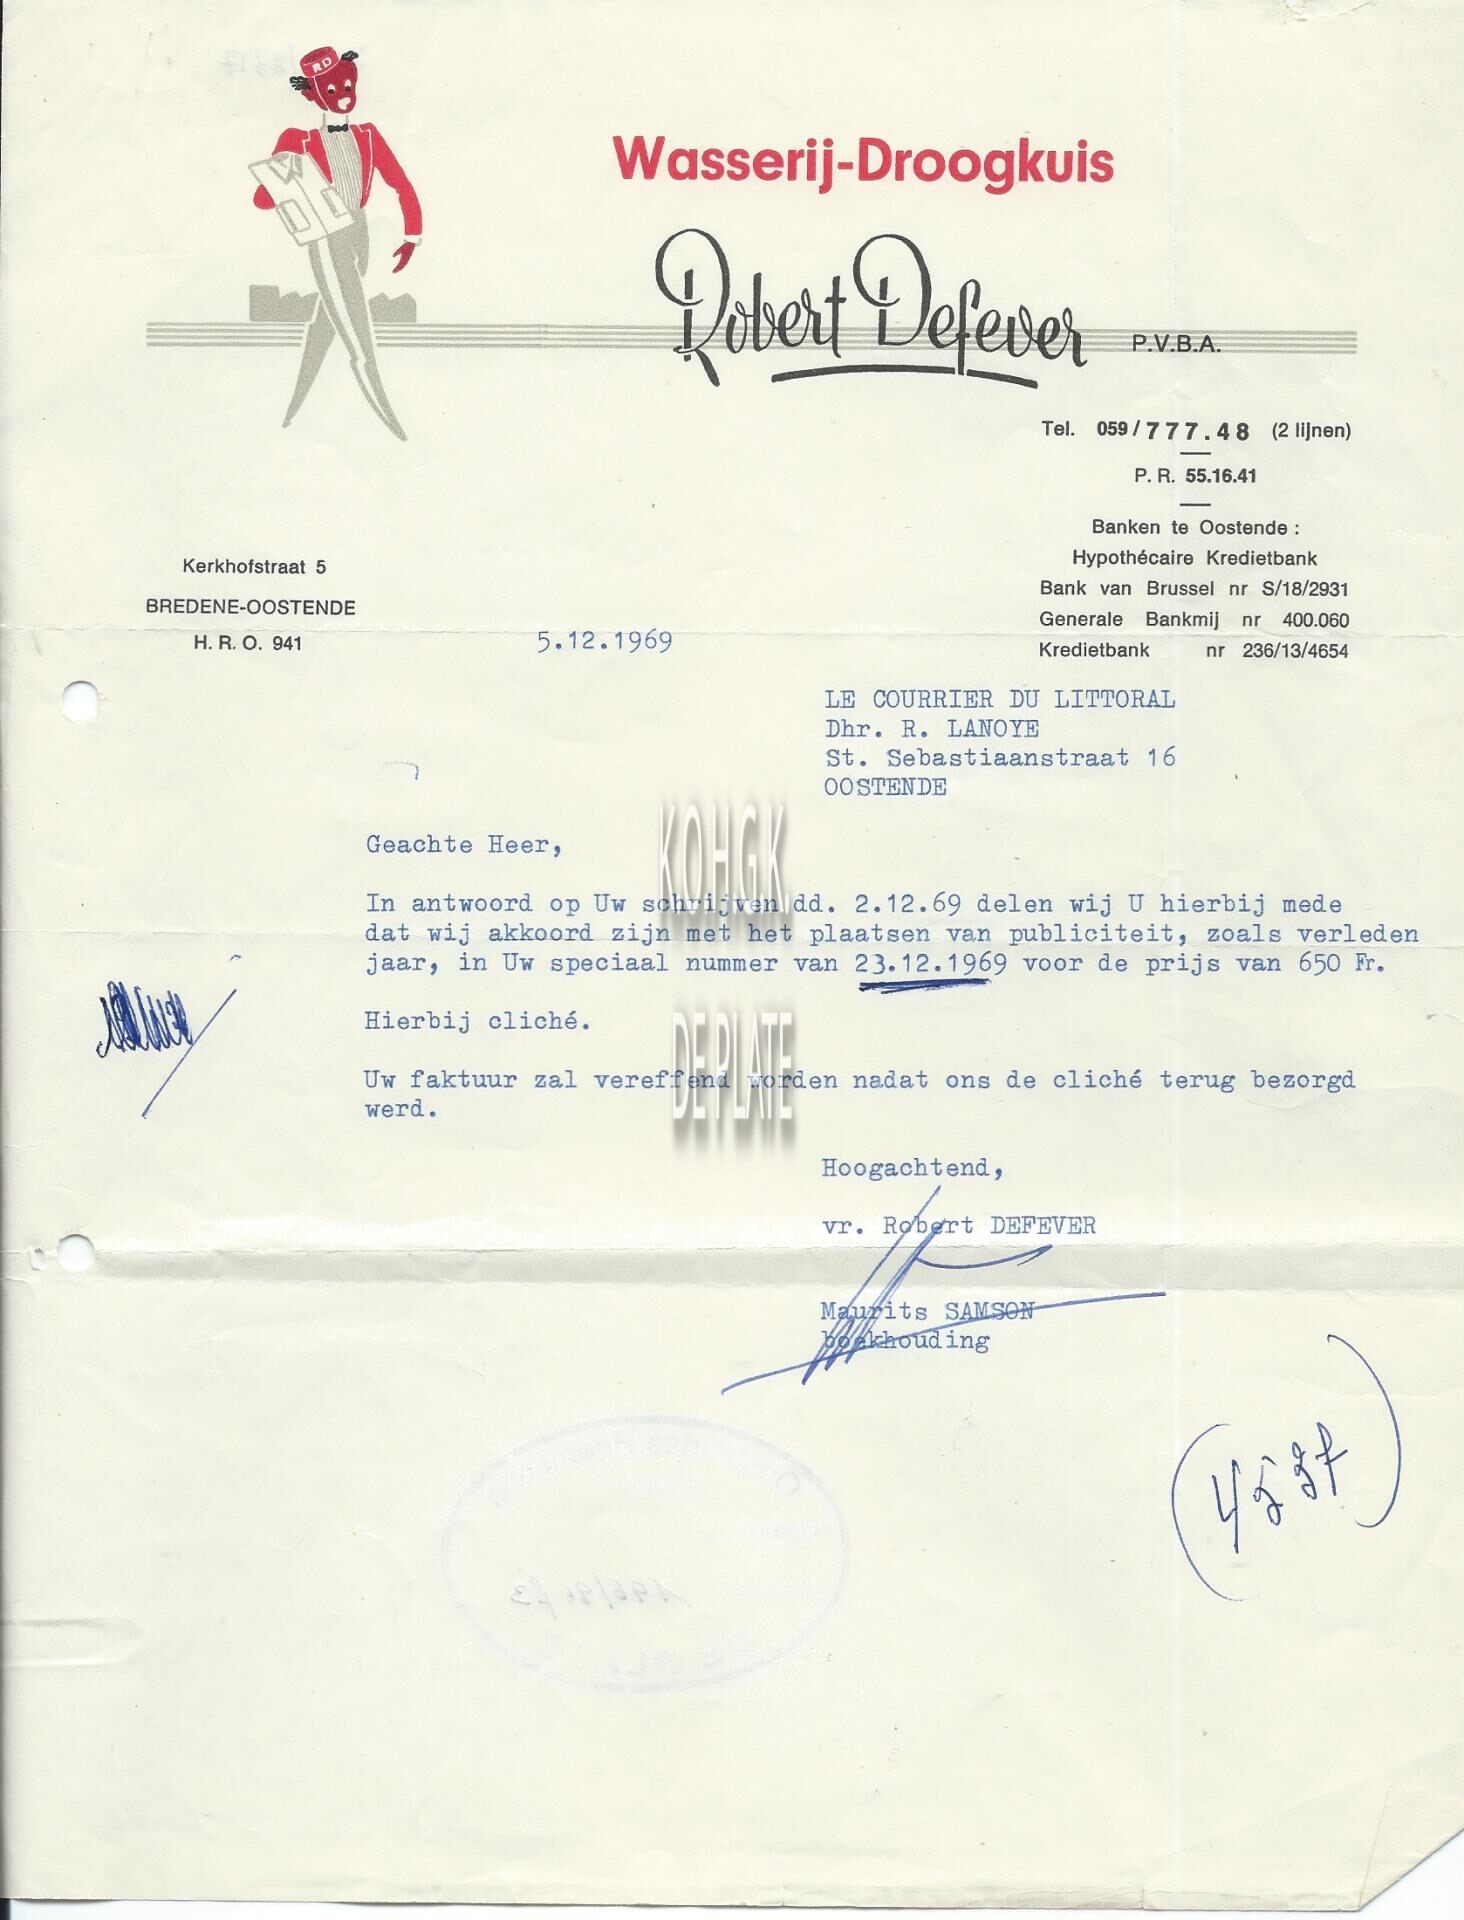 RD
Wasserij-Droogkuis
Robert Defever P.V.B.A.
Tel. 059/777.48 (2 lijnen)
P. R. 55.16.41
Banken te Oostende :
Hypothécaire Kredietbank
Bank van Brussel nr S/18/2931
Generale Bankmij nr 400.060
Kredietbank nr 236/13/4654
Kerkhofstraat 5
BREDENE-OOSTENDE
H. R. O. 941
5.12.1969
LE COURRIER DU LITTORAL
Dhr. R. LANOYE
St. Sebastiaanstraat 16
OOSTENDE
Geachte Heer,
In antwoord op Uw schrijven dd. 2.12.69 delen wij U hierbij mede
dat wij akkoord zijn met het plaatsen van publiciteit, zoals verleden
jaar, in Uw speciaal nummer van 23.12.1969 voor de prijs van 650 Fr.
Hierbij cliché.
Uw faktuur zal vereffend worden nadat ons de cliché terug bezorgd
werd.
Hoogachtend,
vr. Robert DEFEVER
Maurits SAMSON
boekhouding
K.O.H.G.K.
DE PLATE